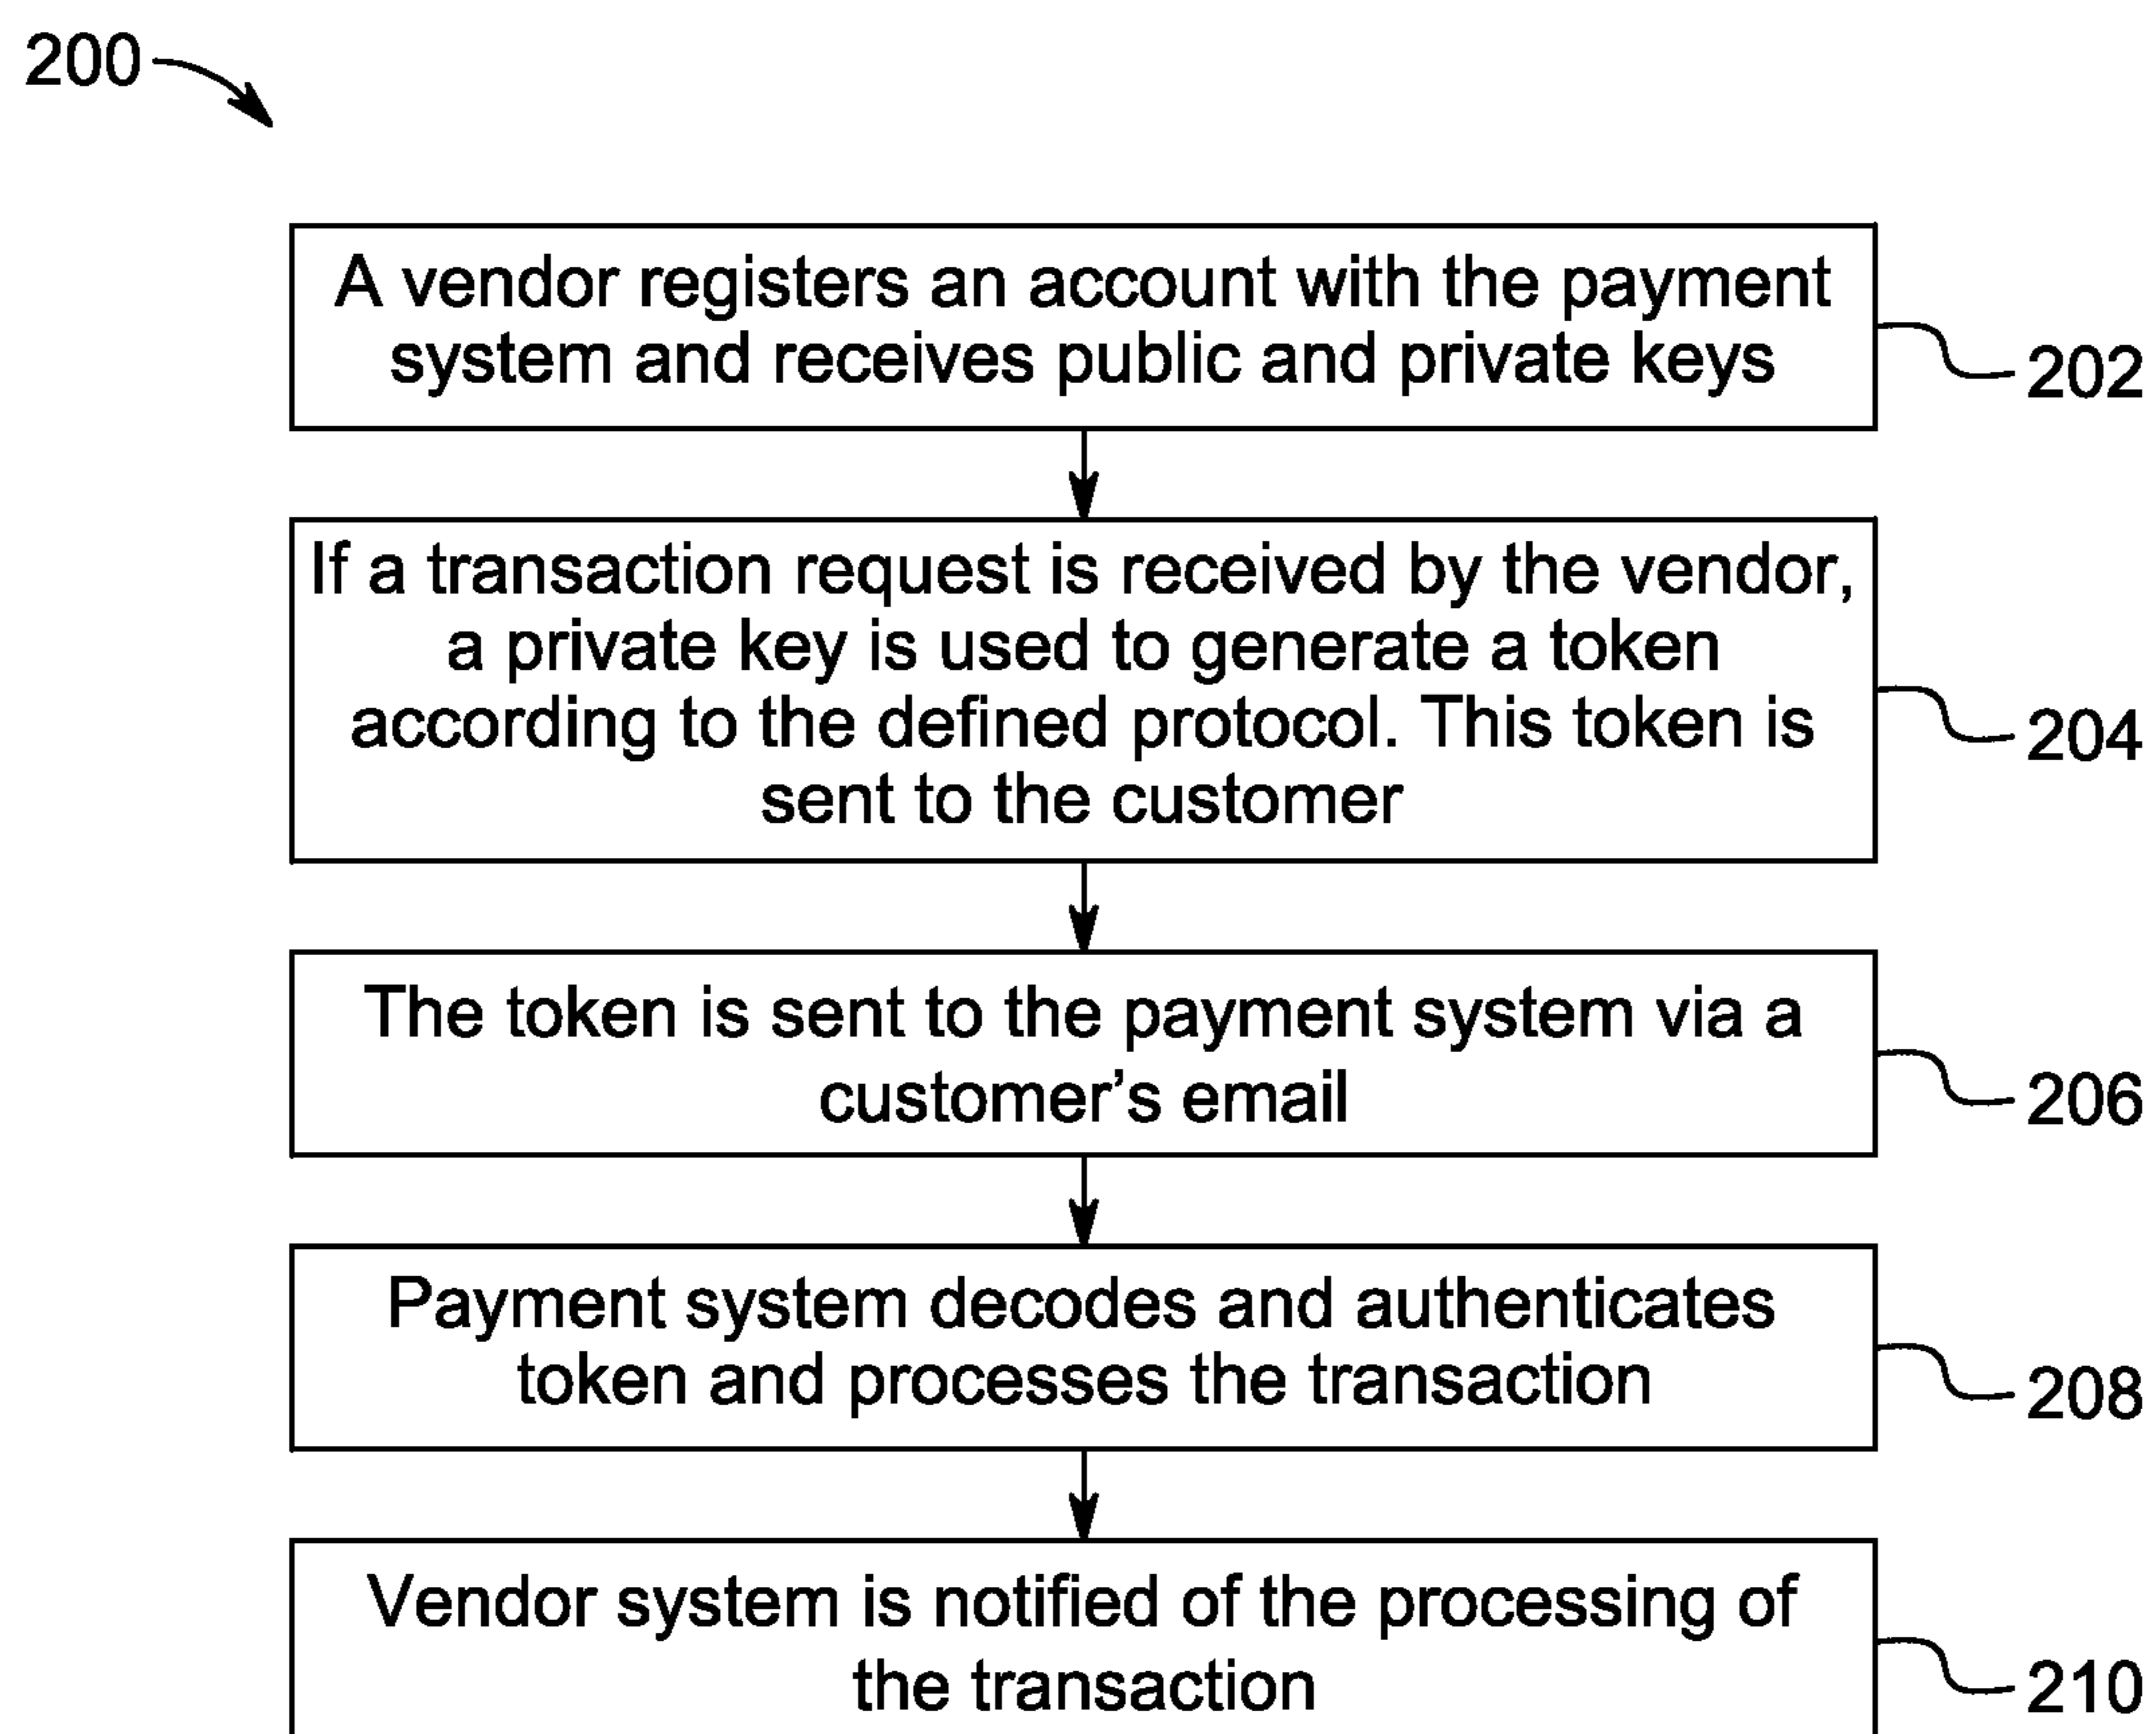 200
A vendor registers an account with the payment
system and receives public and private keys
202
If a transaction request is received by the vendor,
a private key is used to generate a token
according to the defined protocol. This token is
sent to the customer
204
The token is sent to the payment system via a
customer’s email
206
Payment system decodes and authenticates
token and processes the transaction
208
Vendor system is notified of the processing of
the transaction
210